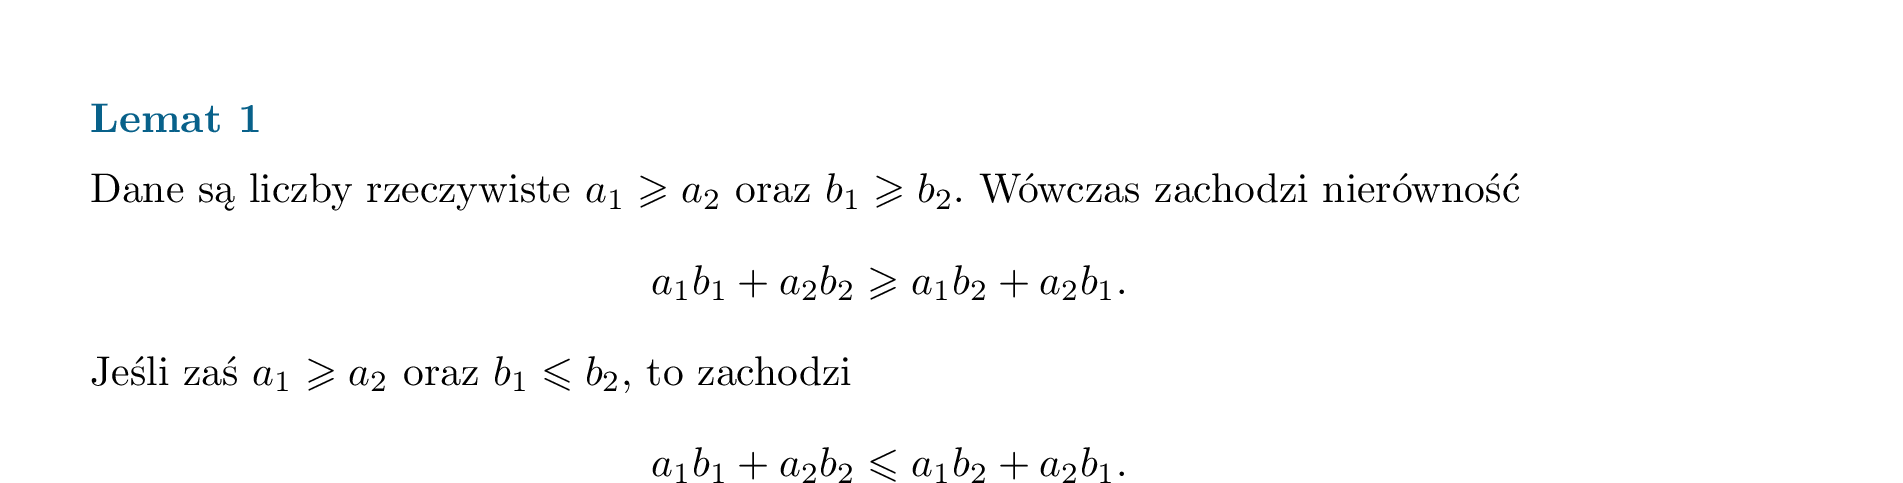 Lemat 1
Dane są liczby rzeczywiste a₁ ⩾ a₂ oraz b₁ ⩾ b₂. Wówczas zachodzi nierówność
a₁b₁ + a₂b₂ ⩾ a₁b₂ + a₂b₁.
Jeśli zaś a₁ ⩾ a₂ oraz b₁ ⩽ b₂, to zachodzi
a₁b₁ + a₂b₂ ⩽ a₁b₂ + a₂b₁.